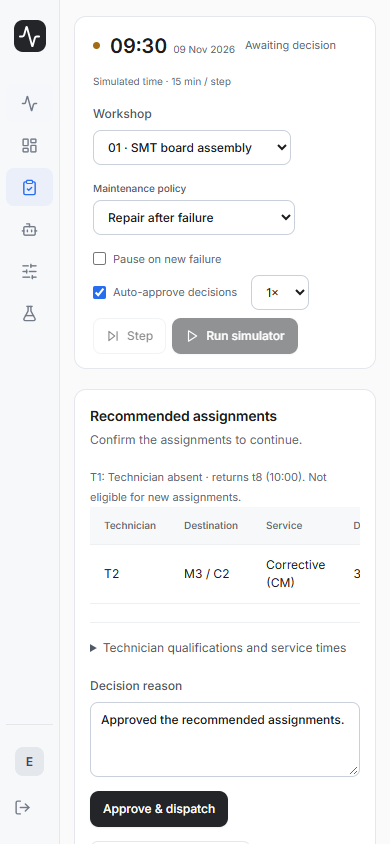 09:30 09 Nov 2026 Awaiting decision
Simulated time · 15 min / step
Workshop
01 · SMT board assembly
Maintenance policy
Repair after failure
Pause on new failure
Auto-approve decisions 1×
Step Run simulator
Recommended assignments
Confirm the assignments to continue.
T1: Technician absent · returns t8 (10:00). Not
eligible for new assignments.
Technician Destination Service D
T2 M3 / C2 Corrective
(CM) 3
Technician qualifications and service times
Decision reason
Approved the recommended assignments.
Approve & dispatch
E